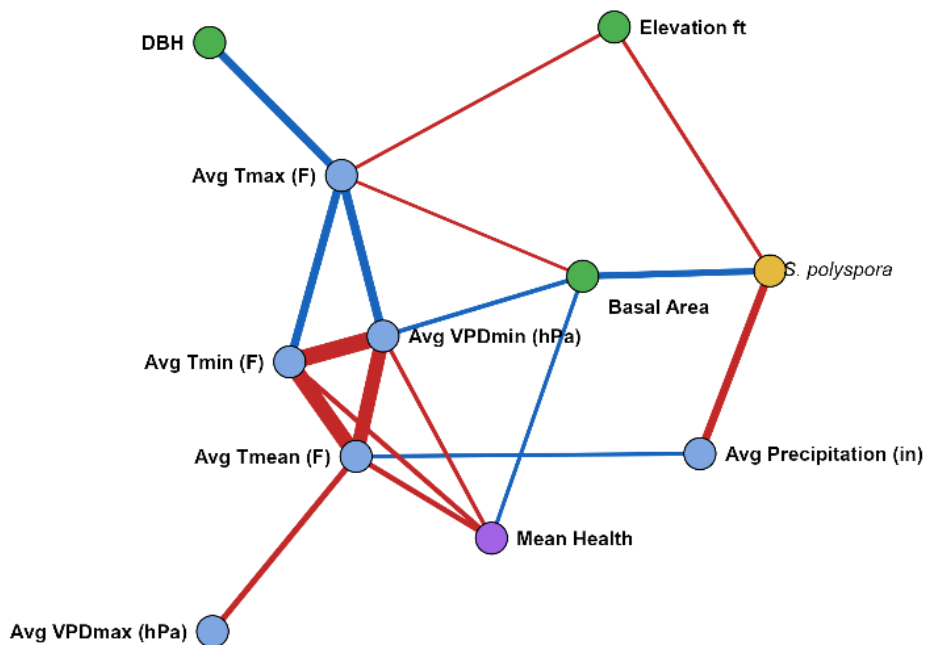 Elevation ft
DBH
Avg Tmax (F)
S. polyspora
Basal Area
Avg VPDmin (hPa)
Avg Tmin (F)
Avg Tmean (F)
Avg Precipitation (in)
Mean Health
Avg VPDmax (hPa)